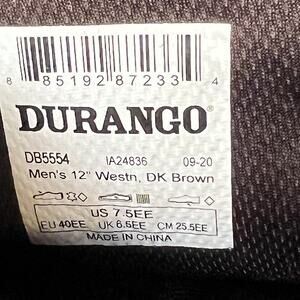 8 85192 87233 4
DURANGO®
DB5554 IA24836 09-20
Men's 12" Westn, DK Brown
US 7.5EE
EU 40EE UK 6.5EE CM 25.5EE
MADE IN CHINA